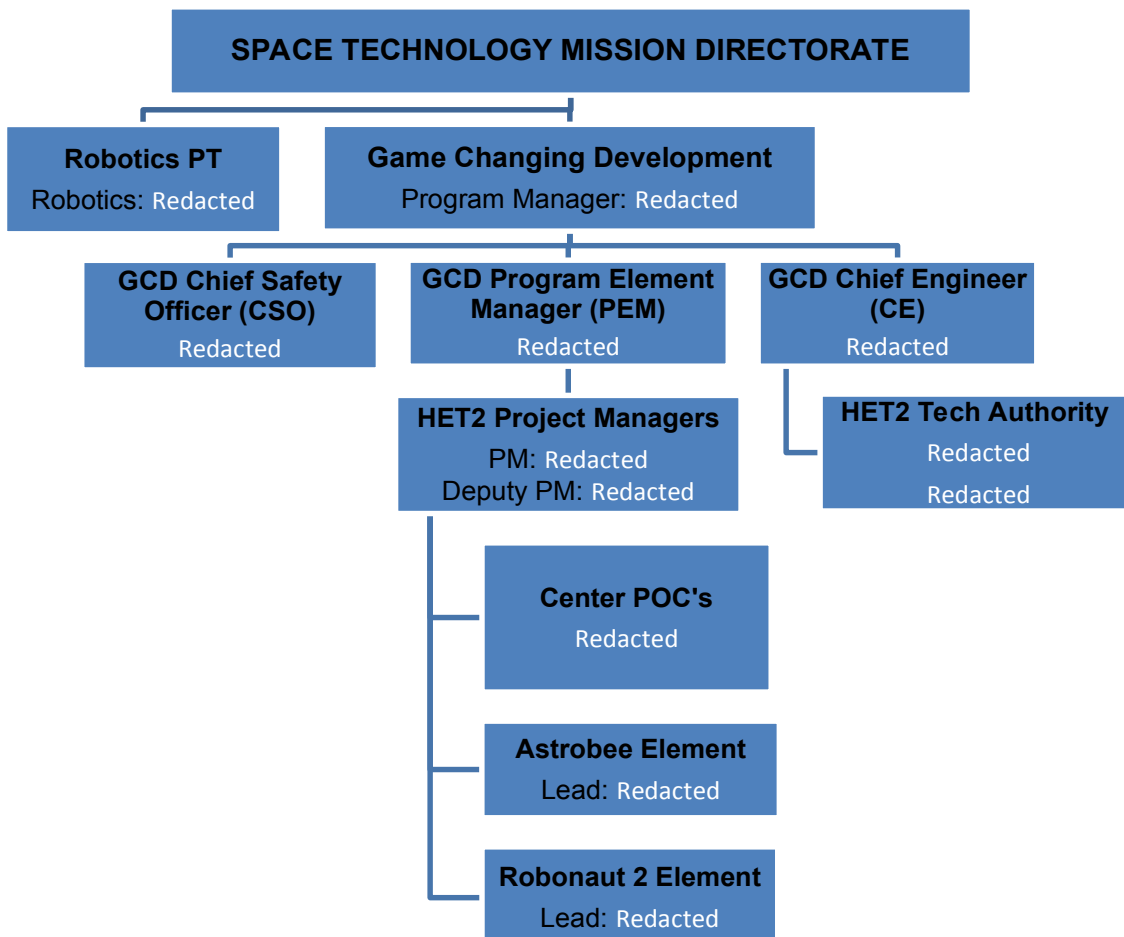 SPACE TECHNOLOGY MISSION DIRECTORATE
Robotics PT
Robotics: Redacted
Game Changing Development
Program Manager: Redacted
GCD Chief Safety
Officer (CSO)
Redacted
GCD Program Element
Manager (PEM)
Redacted
GCD Chief Engineer
(CE)
Redacted
HET2 Project Managers
PM: Redacted
Deputy PM: Redacted
HET2 Tech Authority
Redacted
Redacted
Center POC's
Redacted
Astrobee Element
Lead: Redacted
Robonaut 2 Element
Lead: Redacted